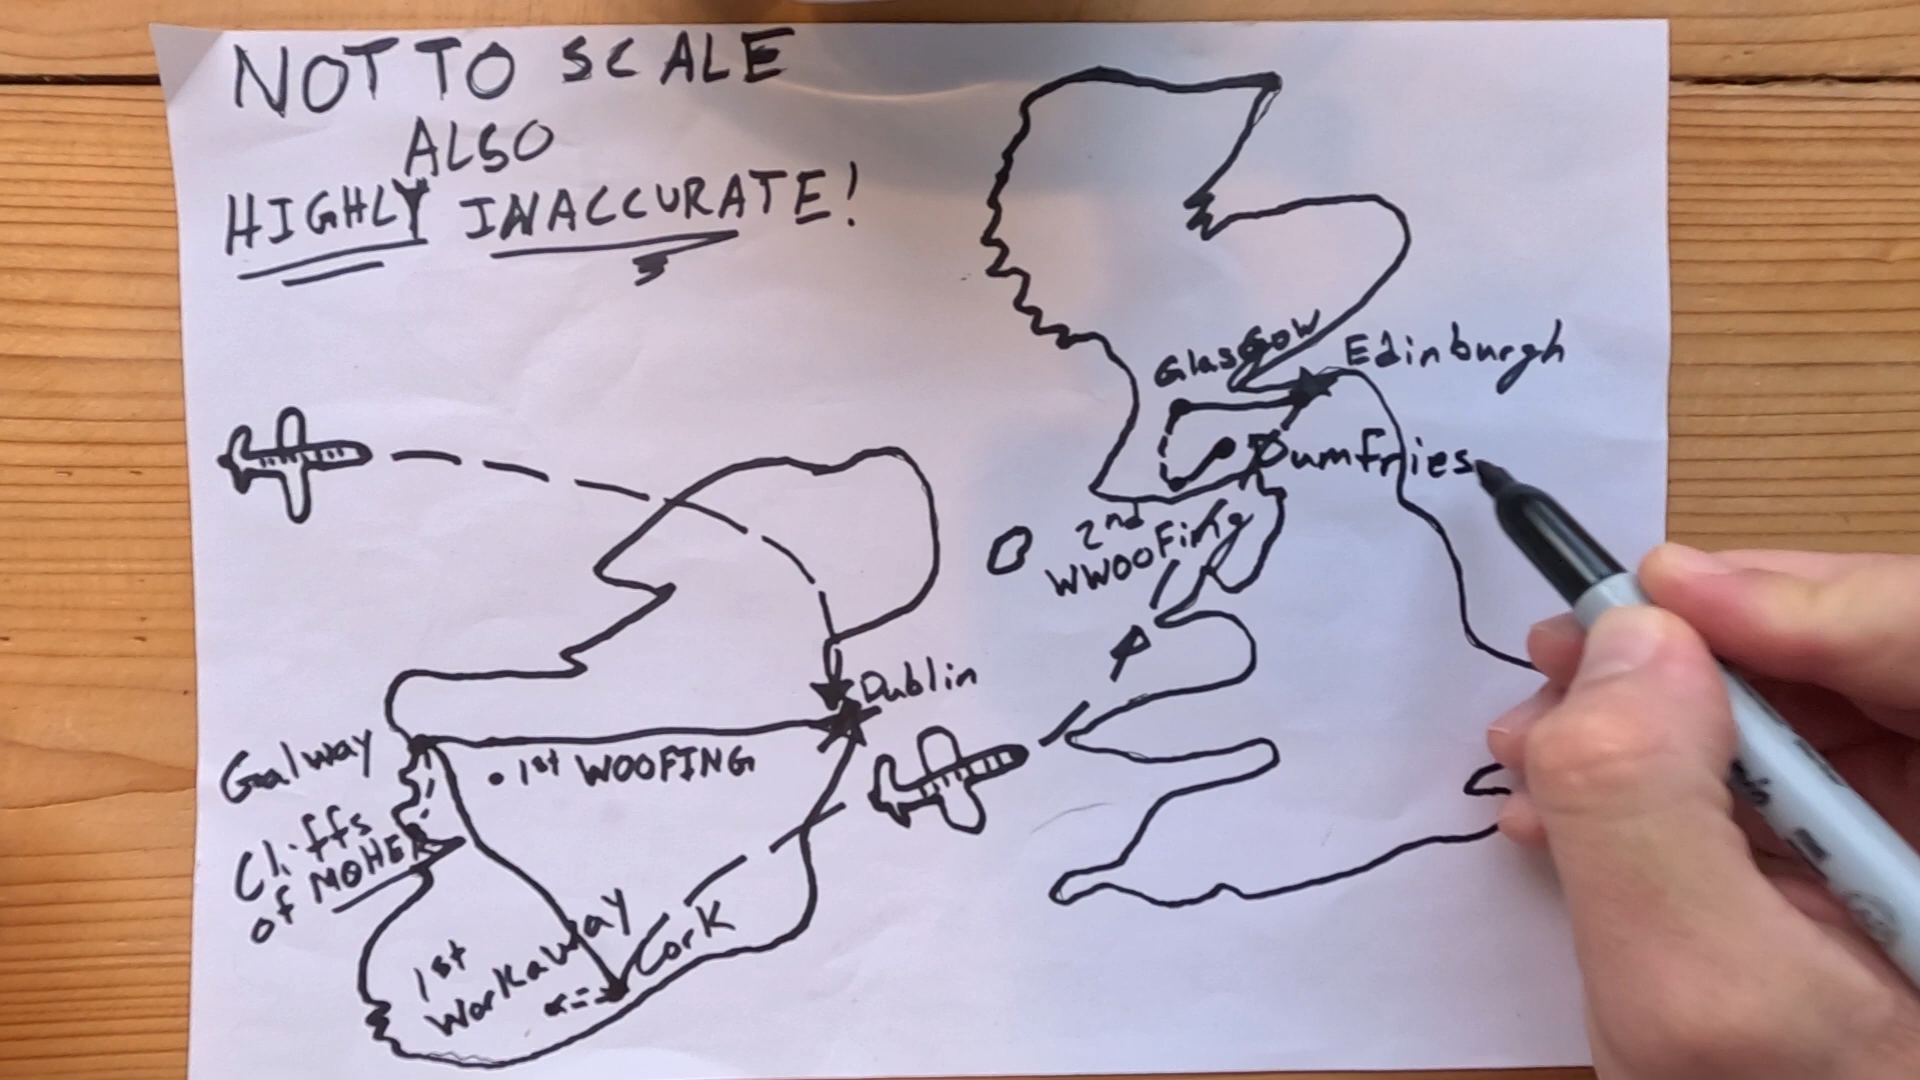 NOT TO SCALE
ALSO
HIGHLY INACCURATE!
Glasgow
Edinburgh
Dumfries
2nd
WWOOFing
Dublin
Galway
1st WOOFING
Cliffs
of MOHER
1st
Workaway
Cork